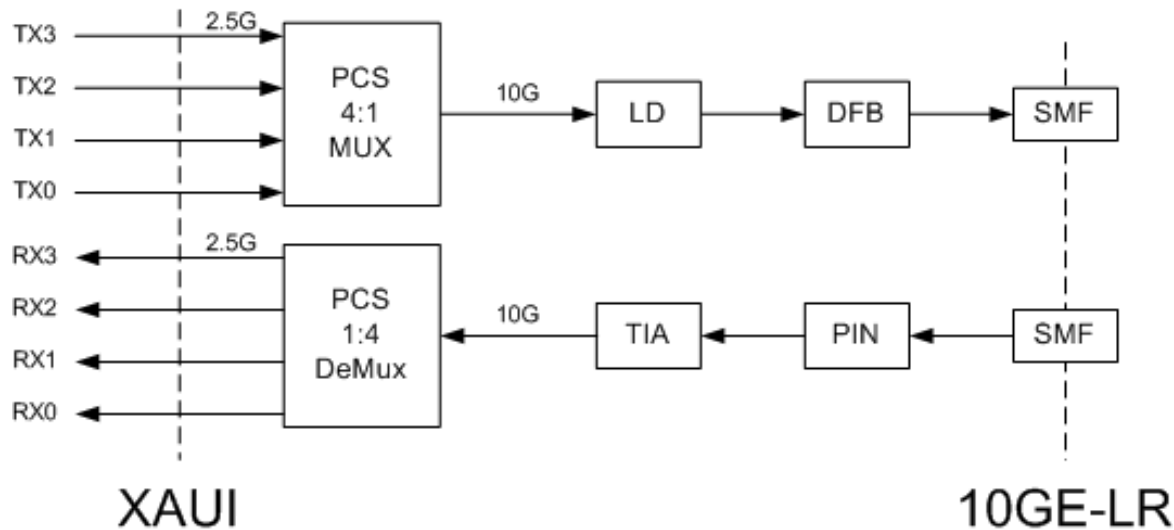 TX3
2.5G
TX2
TX1
TX0
PCS
4:1
MUX
10G
LD
DFB
SMF
RX3
2.5G
RX2
RX1
RX0
PCS
1:4
DeMux
10G
TIA
PIN
SMF
XAUI
10GE-LR